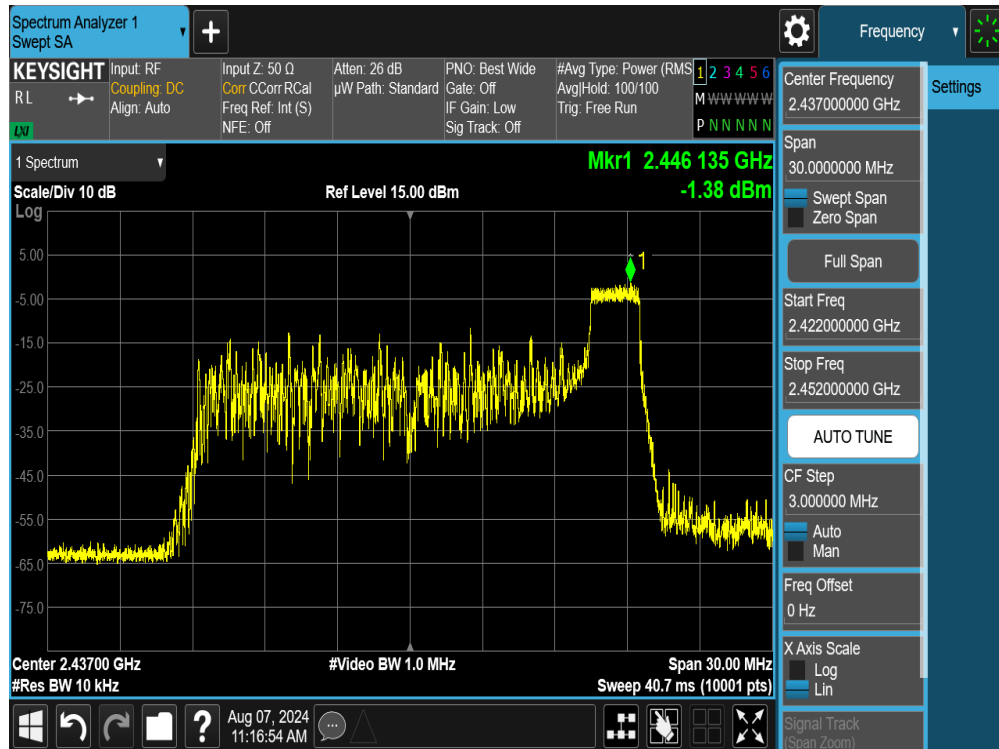 Spectrum Analyzer 1
Swept SA
+
Frequency
KEYSIGHT
RL
LXI
Input: RF
Coupling: DC
Align: Auto
Input Z: 50 Ω
Corr CCorr RCal
Freq Ref: Int (S)
NFE: Off
Atten: 26 dB
µW Path: Standard
PNO: Best Wide
Gate: Off
IF Gain: Low
Sig Track: Off
#Avg Type: Power (RMS
Avg|Hold: 100/100
Trig: Free Run
1 2 3 4 5 6
M W W W W W
P N N N N N
1 Spectrum
Scale/Div 10 dB
Ref Level 15.00 dBm
Mkr1 2.446 135 GHz
-1.38 dBm
Log
5.00
-5.00
-15.0
-25.0
-35.0
-45.0
-55.0
-65.0
-75.0
1
Center 2.43700 GHz
#Video BW 1.0 MHz
Span 30.00 MHz
#Res BW 10 kHz
Sweep 40.7 ms (10001 pts)
Center Frequency
2.437000000 GHz
Span
30.0000000 MHz
Swept Span
Zero Span
Full Span
Start Freq
2.422000000 GHz
Stop Freq
2.452000000 GHz
AUTO TUNE
CF Step
3.000000 MHz
Auto
Man
Freq Offset
0 Hz
X Axis Scale
Log
Lin
Signal Track
(Span Zoom)
Settings
?
Aug 07, 2024
11:16:54 AM